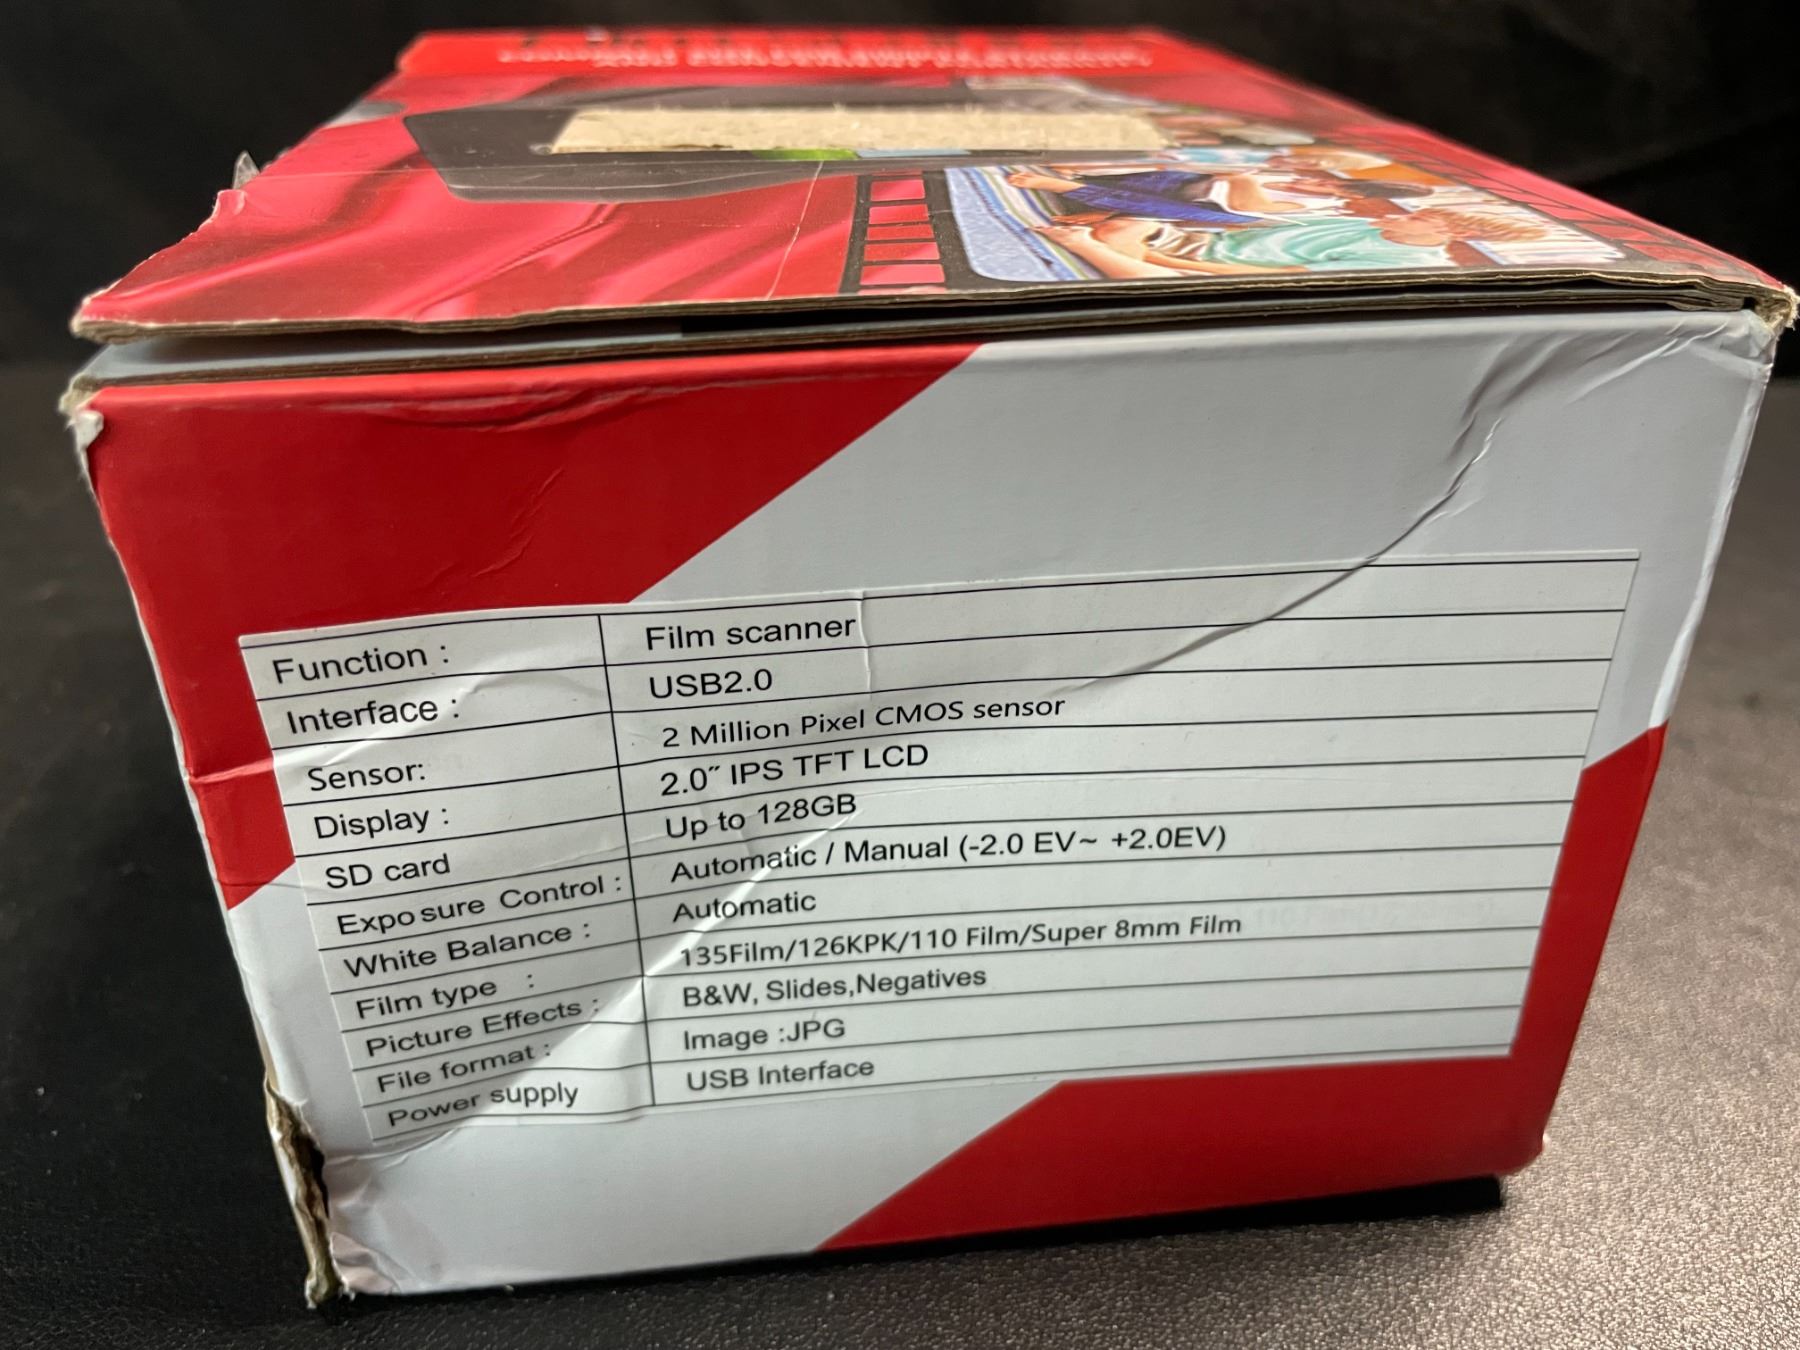 Function : Film scanner
Interface : USB2.0
Sensor: 2 Million Pixel CMOS sensor
Display : 2.0" IPS TFT LCD
SD card Up to 128GB
Exposure Control : Automatic / Manual (-2.0 EV~ +2.0EV)
White Balance : Automatic
Film type : 135Film/126KPK/110 Film/Super 8mm Film
Picture Effects : B&W, Slides,Negatives
File format : Image :JPG
Power supply USB Interface